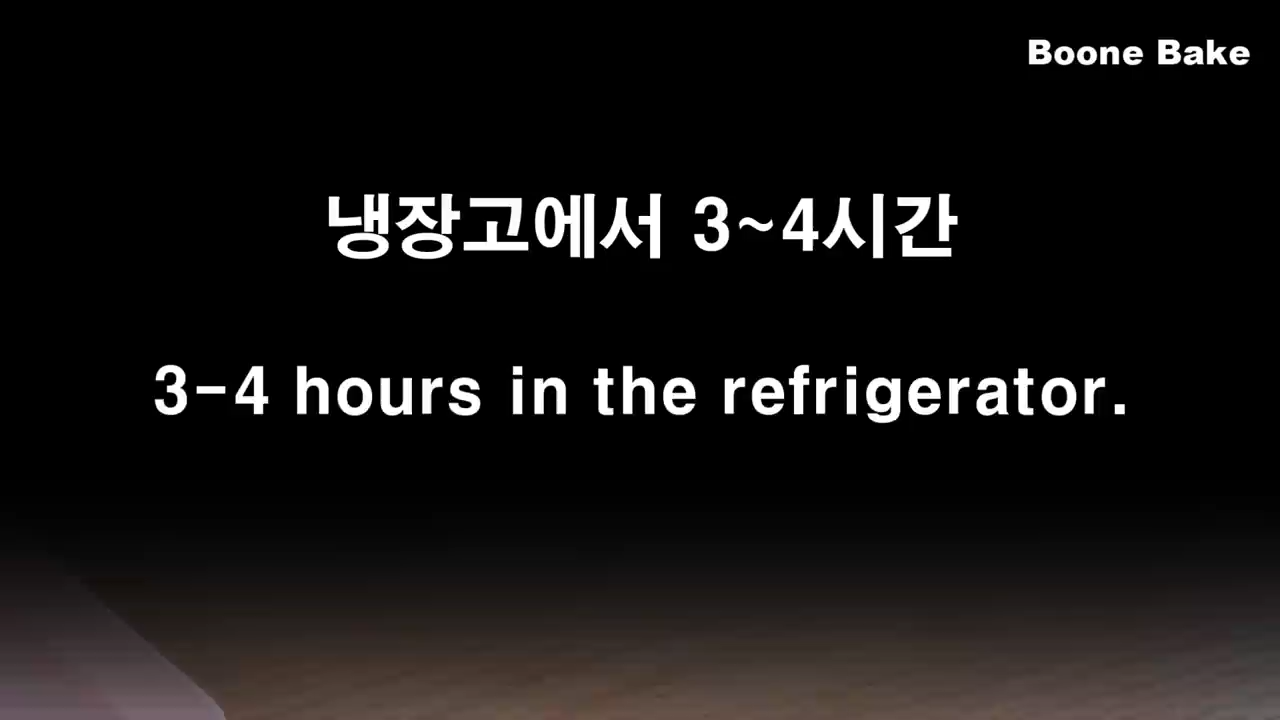 Boone Bake
냉장고에서 3~4시간
3-4 hours in the refrigerator.